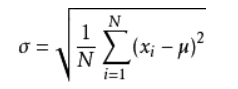 σ = √(1/N ∑_{i=1}^{N} (x_i − μ)²)